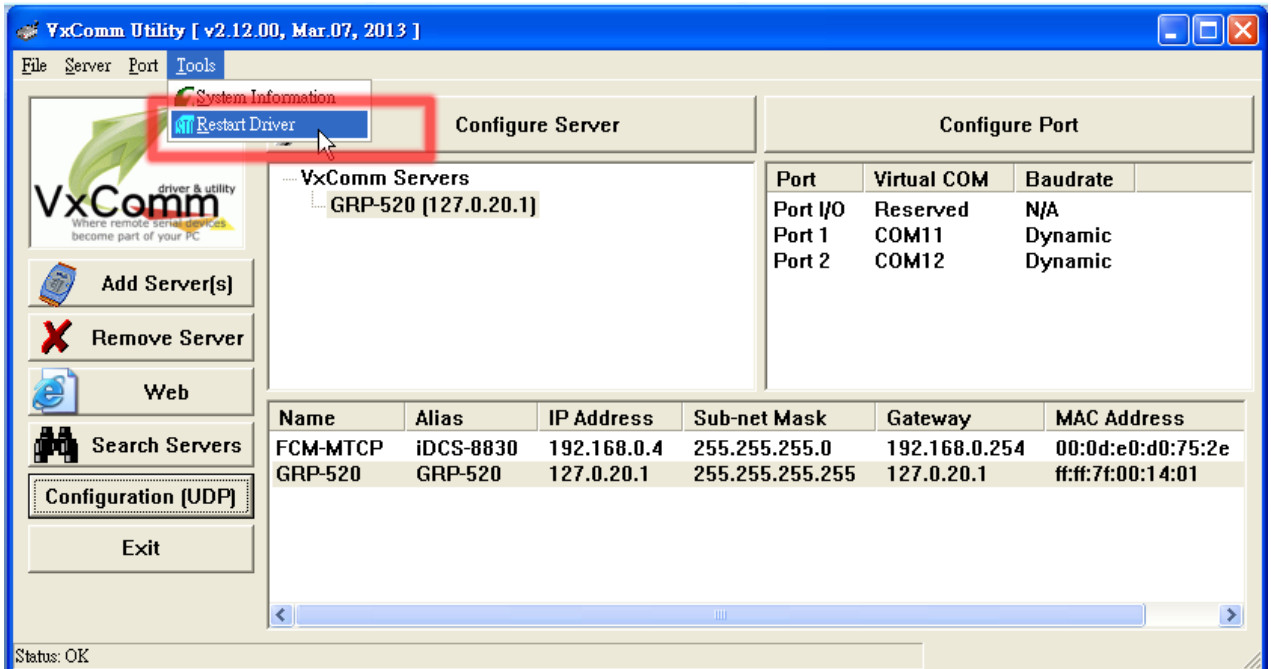 VxComm Utility [ v2.12.00, Mar.07, 2013 ]
File Server Port Tools
System Information
Restart Driver
VxComm
driver & utility
Where remote serial devices
become part of your PC
Add Server(s)
Remove Server
Web
Search Servers
Configuration (UDP)
Exit
Configure Server
VxComm Servers
GRP-520 (127.0.20.1)
Configure Port
Port Virtual COM Baudrate
Port I/O Reserved N/A
Port 1 COM11 Dynamic
Port 2 COM12 Dynamic
Name Alias IP Address Sub-net Mask Gateway MAC Address
FCM-MTCP iDCS-8830 192.168.0.4 255.255.255.0 192.168.0.254 00:0d:e0:d0:75:2e
GRP-520 GRP-520 127.0.20.1 255.255.255.255 127.0.20.1 ff:ff:7f:00:14:01
Status: OK